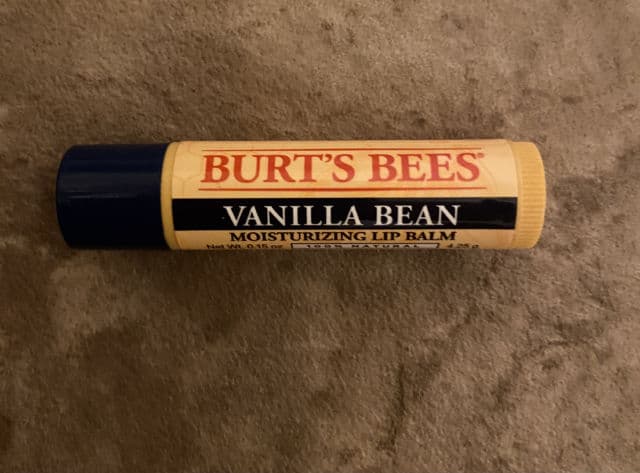 BURT'S BEES®
VANILLA BEAN
MOISTURIZING LIP BALM
Net Wt. 0.15 oz 100% NATURAL 4.25 g